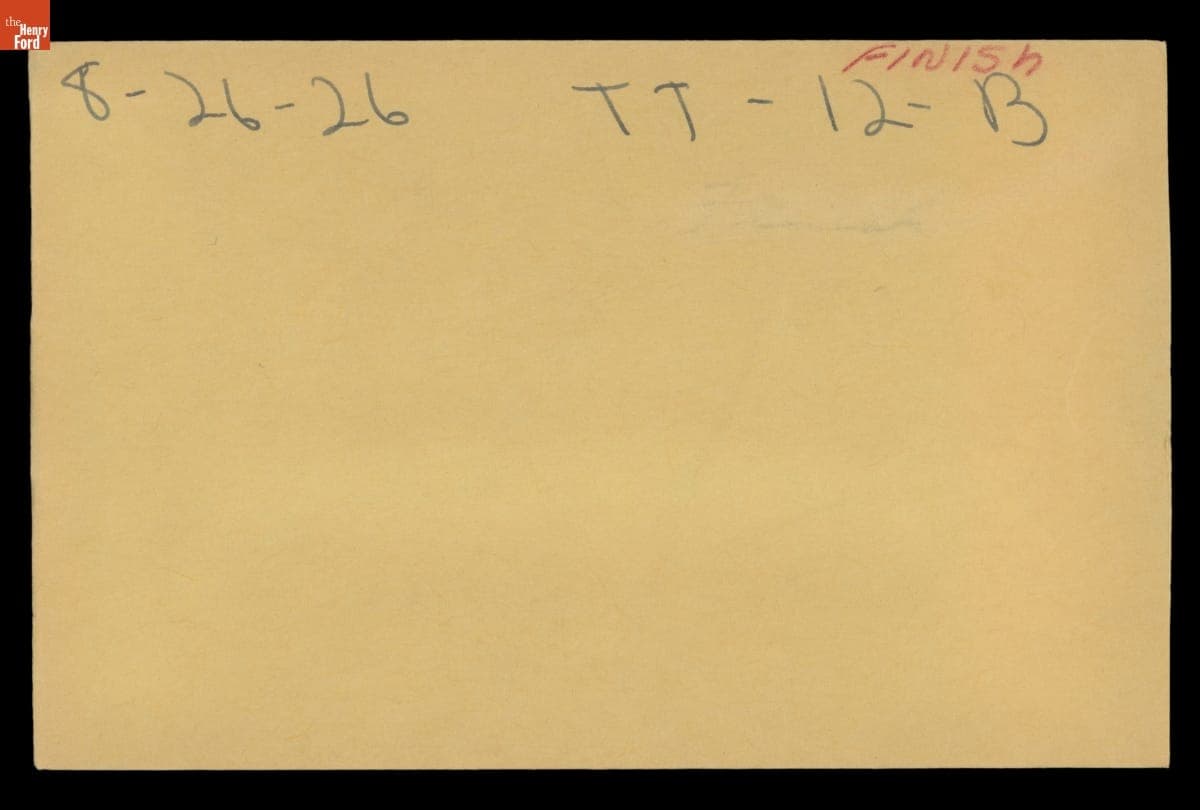 the
Henry
Ford
FINISH
8-26-26 TT-12-B